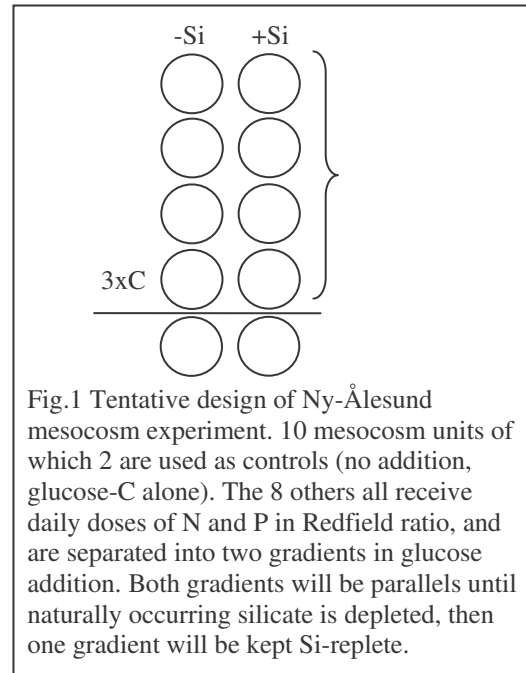 -Si +Si
3xC
Fig.1 Tentative design of Ny-Ålesund
mesocosm experiment. 10 mesocosm units of
which 2 are used as controls (no addition,
glucose-C alone). The 8 others all receive
daily doses of N and P in Redfield ratio, and
are separated into two gradients in glucose
addition. Both gradients will be parallels until
naturally occurring silicate is depleted, then
one gradient will be kept Si-replete.